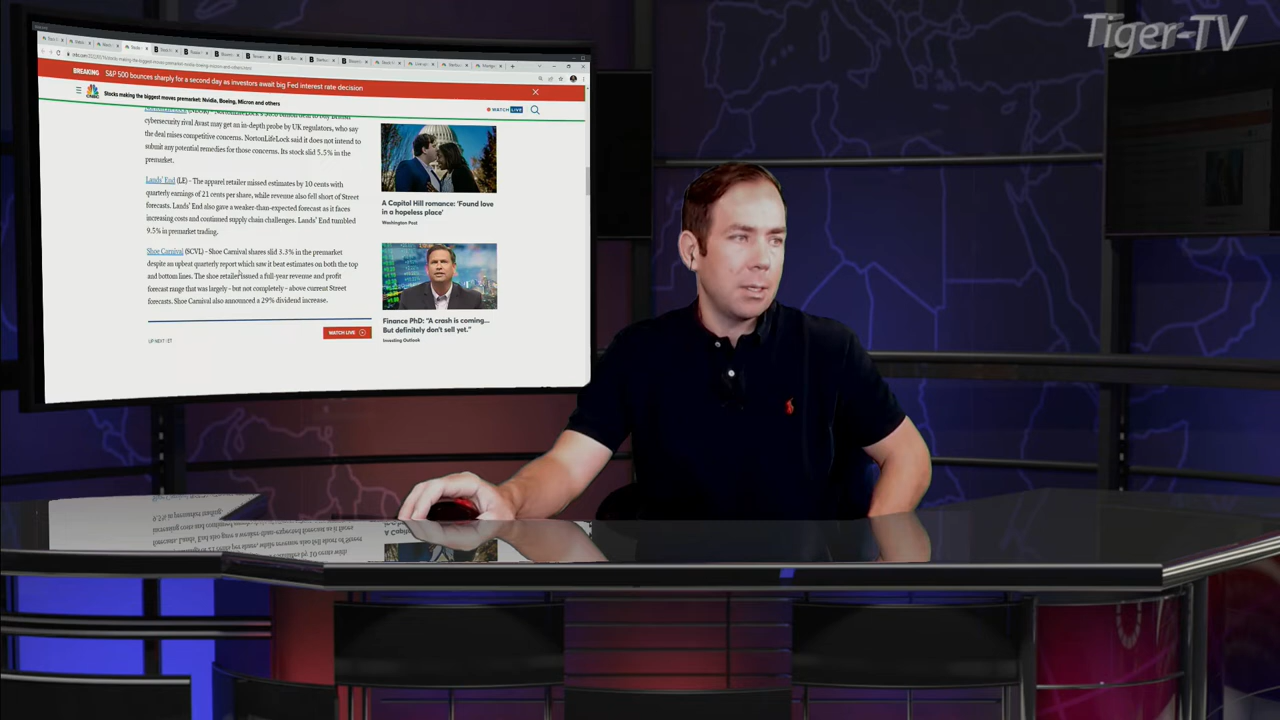 Tiger-TV
BREAKING S&P 500 bounces sharply for a second day as investors await big Fed interest rate decision
Stocks making the biggest moves premarket: Nvidia, Boeing, Micron and others
WATCH LIVE
cybersecurity rival Avast may get an in-depth probe by UK regulators, who say
the deal raises competitive concerns. NortonLifeLock said it does not intend to
submit any potential remedies for those concerns. Its stock slid 5.5% in the
premarket.
Lands' End (LE) – The apparel retailer missed estimates by 10 cents with
quarterly earnings of 21 cents per share, while revenue also fell short of Street
forecasts. Lands' End also gave a weaker-than-expected forecast as it faces
increasing costs and continued supply chain challenges. Lands' End tumbled
9.5% in premarket trading.
Shoe Carnival (SCVL) – Shoe Carnival shares slid 3.3% in the premarket
despite an upbeat quarterly report which saw it beat estimates on both the top
and bottom lines. The shoe retailer issued a full-year revenue and profit
forecast range that was largely – but not completely – above current Street
forecasts. Shoe Carnival also announced a 29% dividend increase.
WATCH LIVE
UP NEXT | ET
A Capitol Hill romance: 'Found love
in a hopeless place'
Washington Post
Finance PhD: "A crash is coming...
But definitely don't sell yet."
Investing Outlook